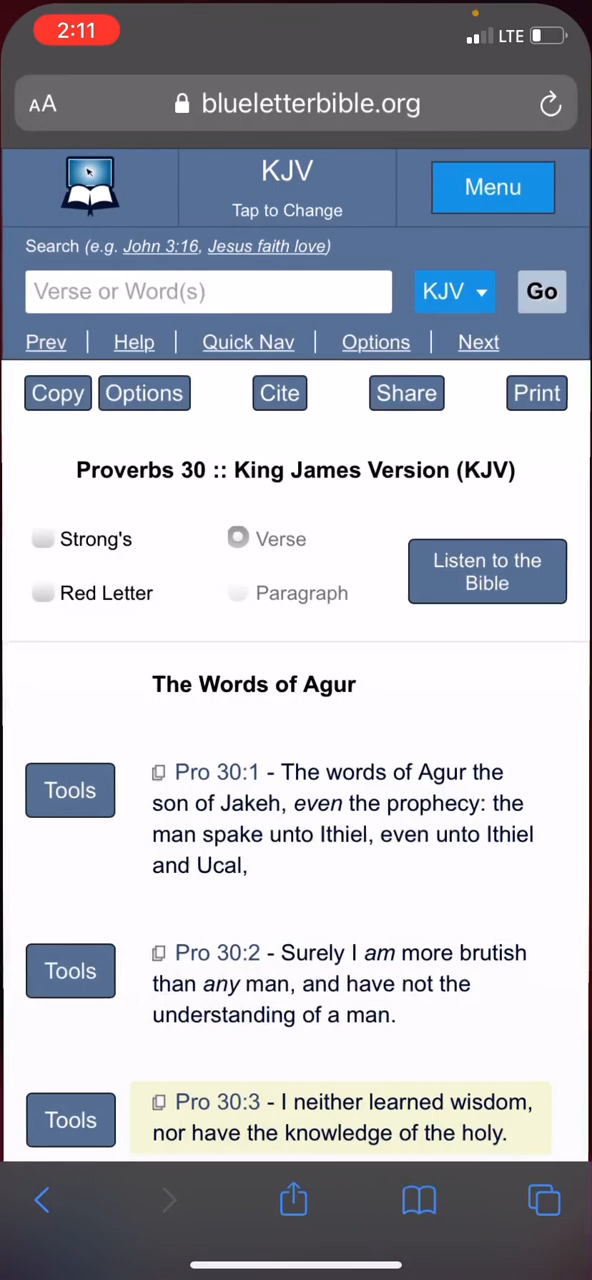 2:11
LTE
AA blueletterbible.org
KJV
Tap to Change
Menu
Search (e.g. John 3:16, Jesus faith love)
Verse or Word(s) KJV Go
Prev | Help | Quick Nav | Options | Next
Copy Options Cite Share Print
Proverbs 30 :: King James Version (KJV)
Strong's Verse
Red Letter Paragraph
Listen to the
Bible
The Words of Agur
Tools
Pro 30:1 - The words of Agur the
son of Jakeh, even the prophecy: the
man spake unto Ithiel, even unto Ithiel
and Ucal,
Tools
Pro 30:2 - Surely I am more brutish
than any man, and have not the
understanding of a man.
Tools
Pro 30:3 - I neither learned wisdom,
nor have the knowledge of the holy.